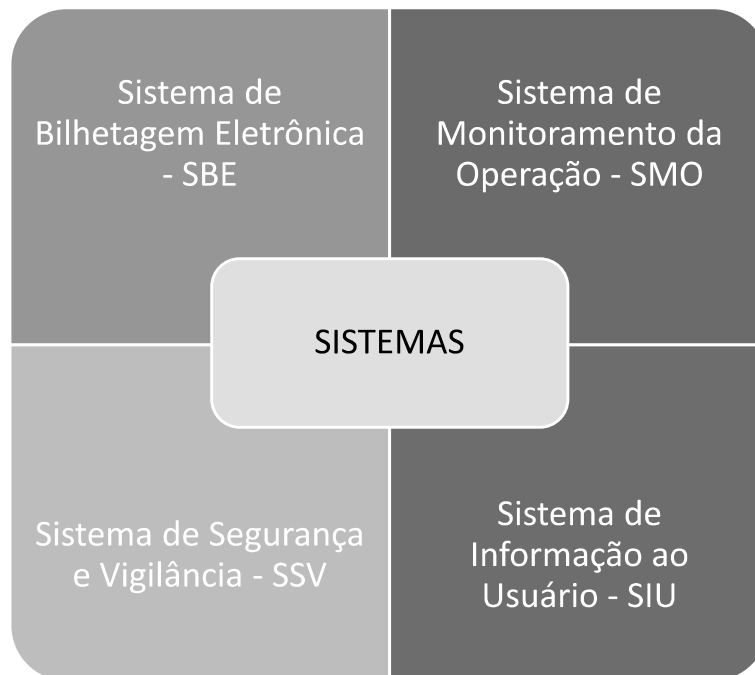 Sistema de
Bilhetagem Eletrônica
- SBE
Sistema de
Monitoramento da
Operação - SMO
SISTEMAS
Sistema de Segurança
e Vigilância - SSV
Sistema de
Informação ao
Usuário - SIU